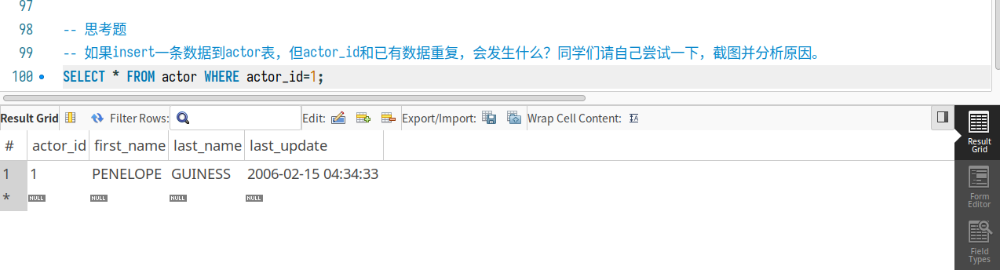 97
98 -- 思考题
99 -- 如果insert一条数据到actor表，但actor_id和已有数据重复，会发生什么？同学们请自己尝试一下，截图并分析原因。
100 SELECT * FROM actor WHERE actor_id=1;
Result Grid Filter Rows: Edit: Export/Import: Wrap Cell Content:
# actor_id first_name last_name last_update
1 1 PENELOPE GUINESS 2006-02-15 04:34:33
* NULL NULL NULL NULL
Result
Grid
Form
Editor
Field
Types